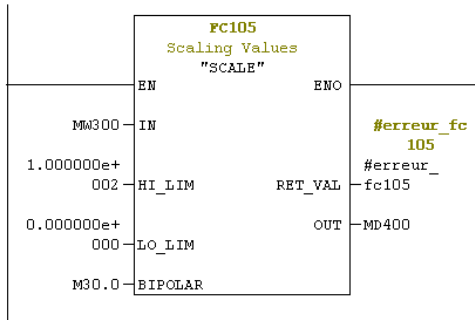 FC105
Scaling Values
"SCALE"
EN ENO
MW300 IN
#erreur_fc
105
1.000000e+
#erreur_
002 HI_LIM RET_VAL fc105
0.000000e+
OUT MD400
000 LO_LIM
M30.0 BIPOLAR